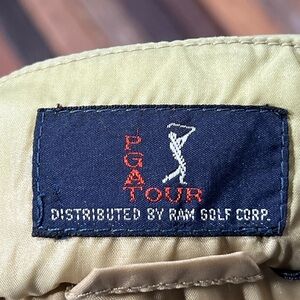 PGA
TOUR
DISTRIBUTED BY RAM GOLF CORP.